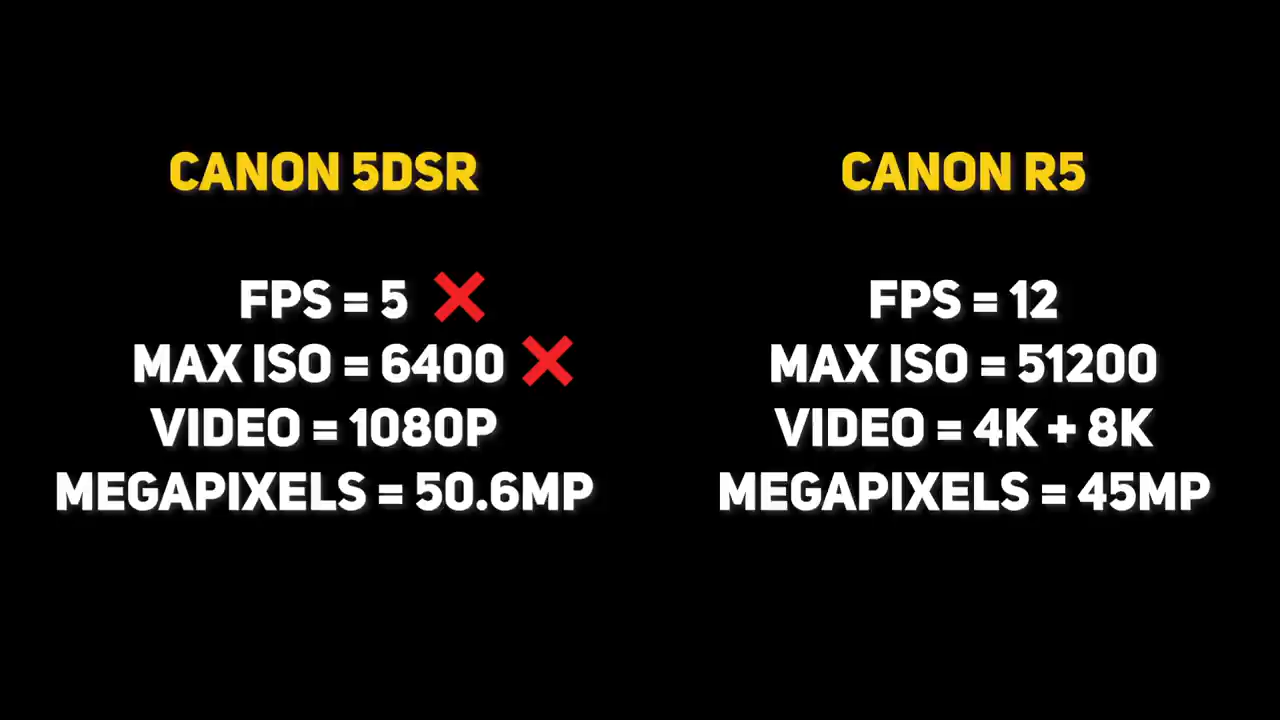 CANON 5DSR
FPS = 5 ❌
MAX ISO = 6400 ❌
VIDEO = 1080P
MEGAPIXELS = 50.6MP
CANON R5
FPS = 12
MAX ISO = 51200
VIDEO = 4K + 8K
MEGAPIXELS = 45MP